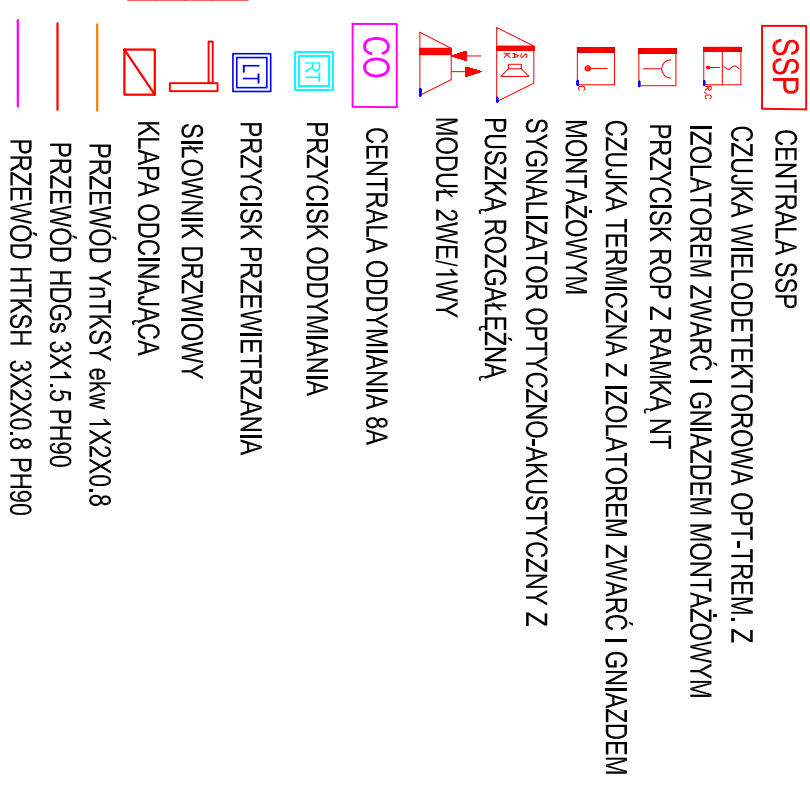 SSP
CENTRALA SSP
R,C
CZUJKA WIELODETEKTOROWA OPT-TREM. Z
IZOLATOREM ZWARĆ I GNIAZDEM MONTAŻOWYM
PRZYCISK ROP Z RAMKĄ NT
C
CZUJKA TERMICZNA Z IZOLATOREM ZWARĆ I GNIAZDEM
MONTAŻOWYM
SAK
SYGNALIZATOR OPTYCZNO-AKUSTYCZNY Z
PUSZKĄ ROZGAŁĘŹNĄ
MODUŁ 2WE/1WY
CO
CENTRALA ODDYMIANIA 8A
RT
PRZYCISK ODDYMIANIA
LT
PRZYCISK PRZEWIETRZANIA
SIŁOWNIK DRZWIOWY
KLAPA ODCINAJĄCA
PRZEWÓD YnTKSY ekw 1X2X0.8
PRZEWÓD HDGs 3X1.5 PH90
PRZEWÓD HTKSH 3X2X0.8 PH90